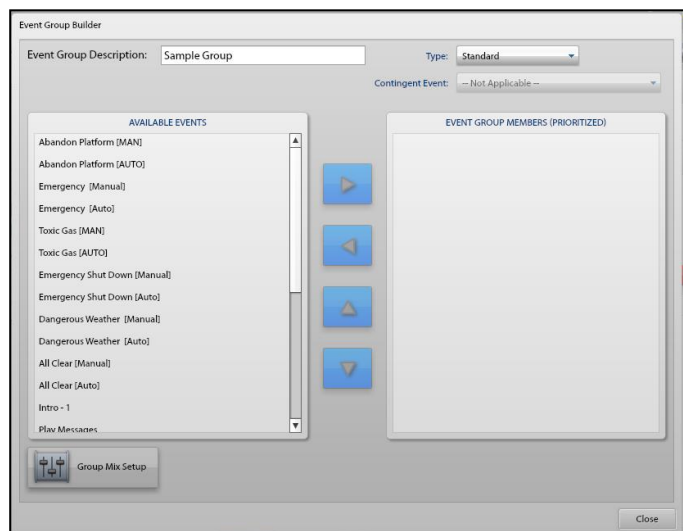 Event Group Builder
Event Group Description: Sample Group Type: Standard
Contingent Event: -- Not Applicable --
AVAILABLE EVENTS EVENT GROUP MEMBERS (PRIORITIZED)
Abandon Platform [MAN]
Abandon Platform [AUTO]
Emergency [Manual]
Emergency [Auto]
Toxic Gas [MAN]
Toxic Gas [AUTO]
Emergency Shut Down [Manual]
Emergency Shut Down [Auto]
Dangerous Weather [Manual]
Dangerous Weather [Auto]
All Clear [Manual]
All Clear [Auto]
Intro - 1
Play Messages
Group Mix Setup
Close